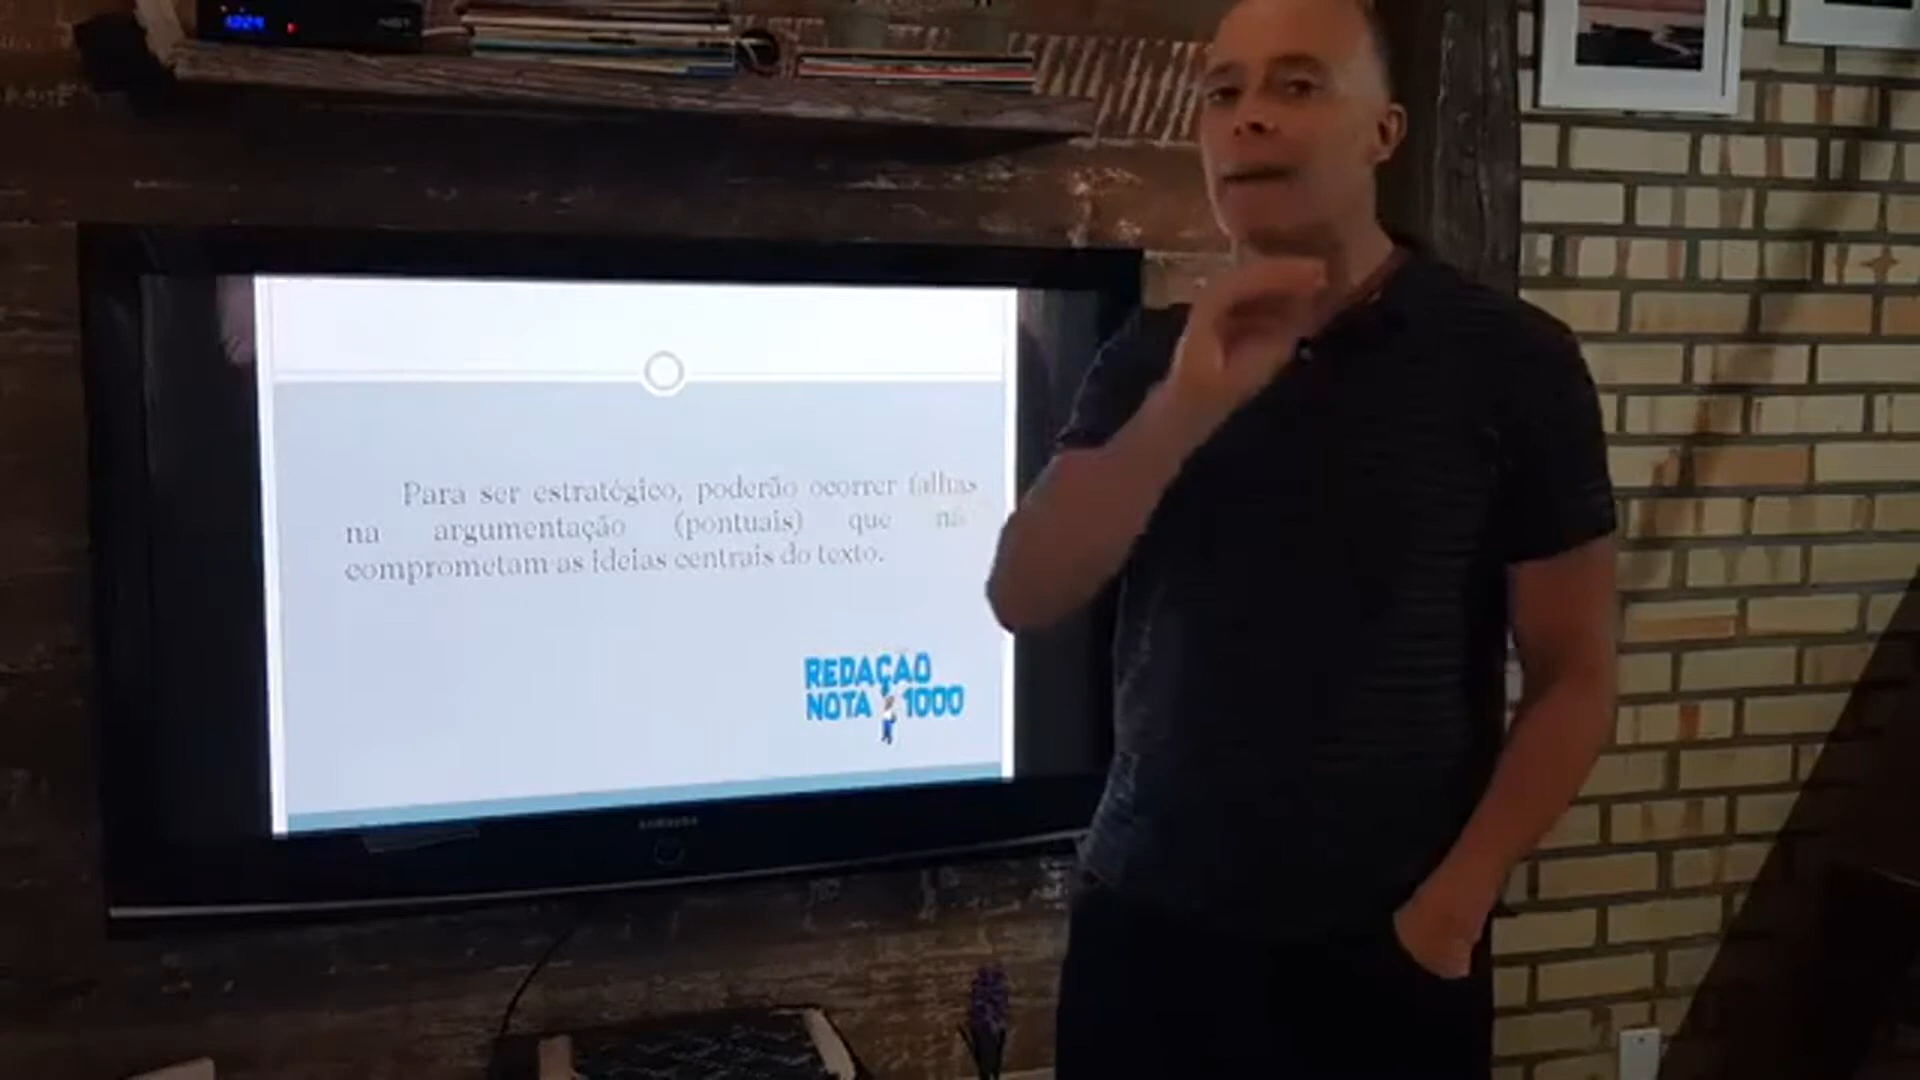 Para ser estratégico, poderão ocorrer falhas
na argumentação (pontuais) que
comprometam as ideias centrais do texto.
REDAÇÃO
NOTA 1000
SAMSUNG